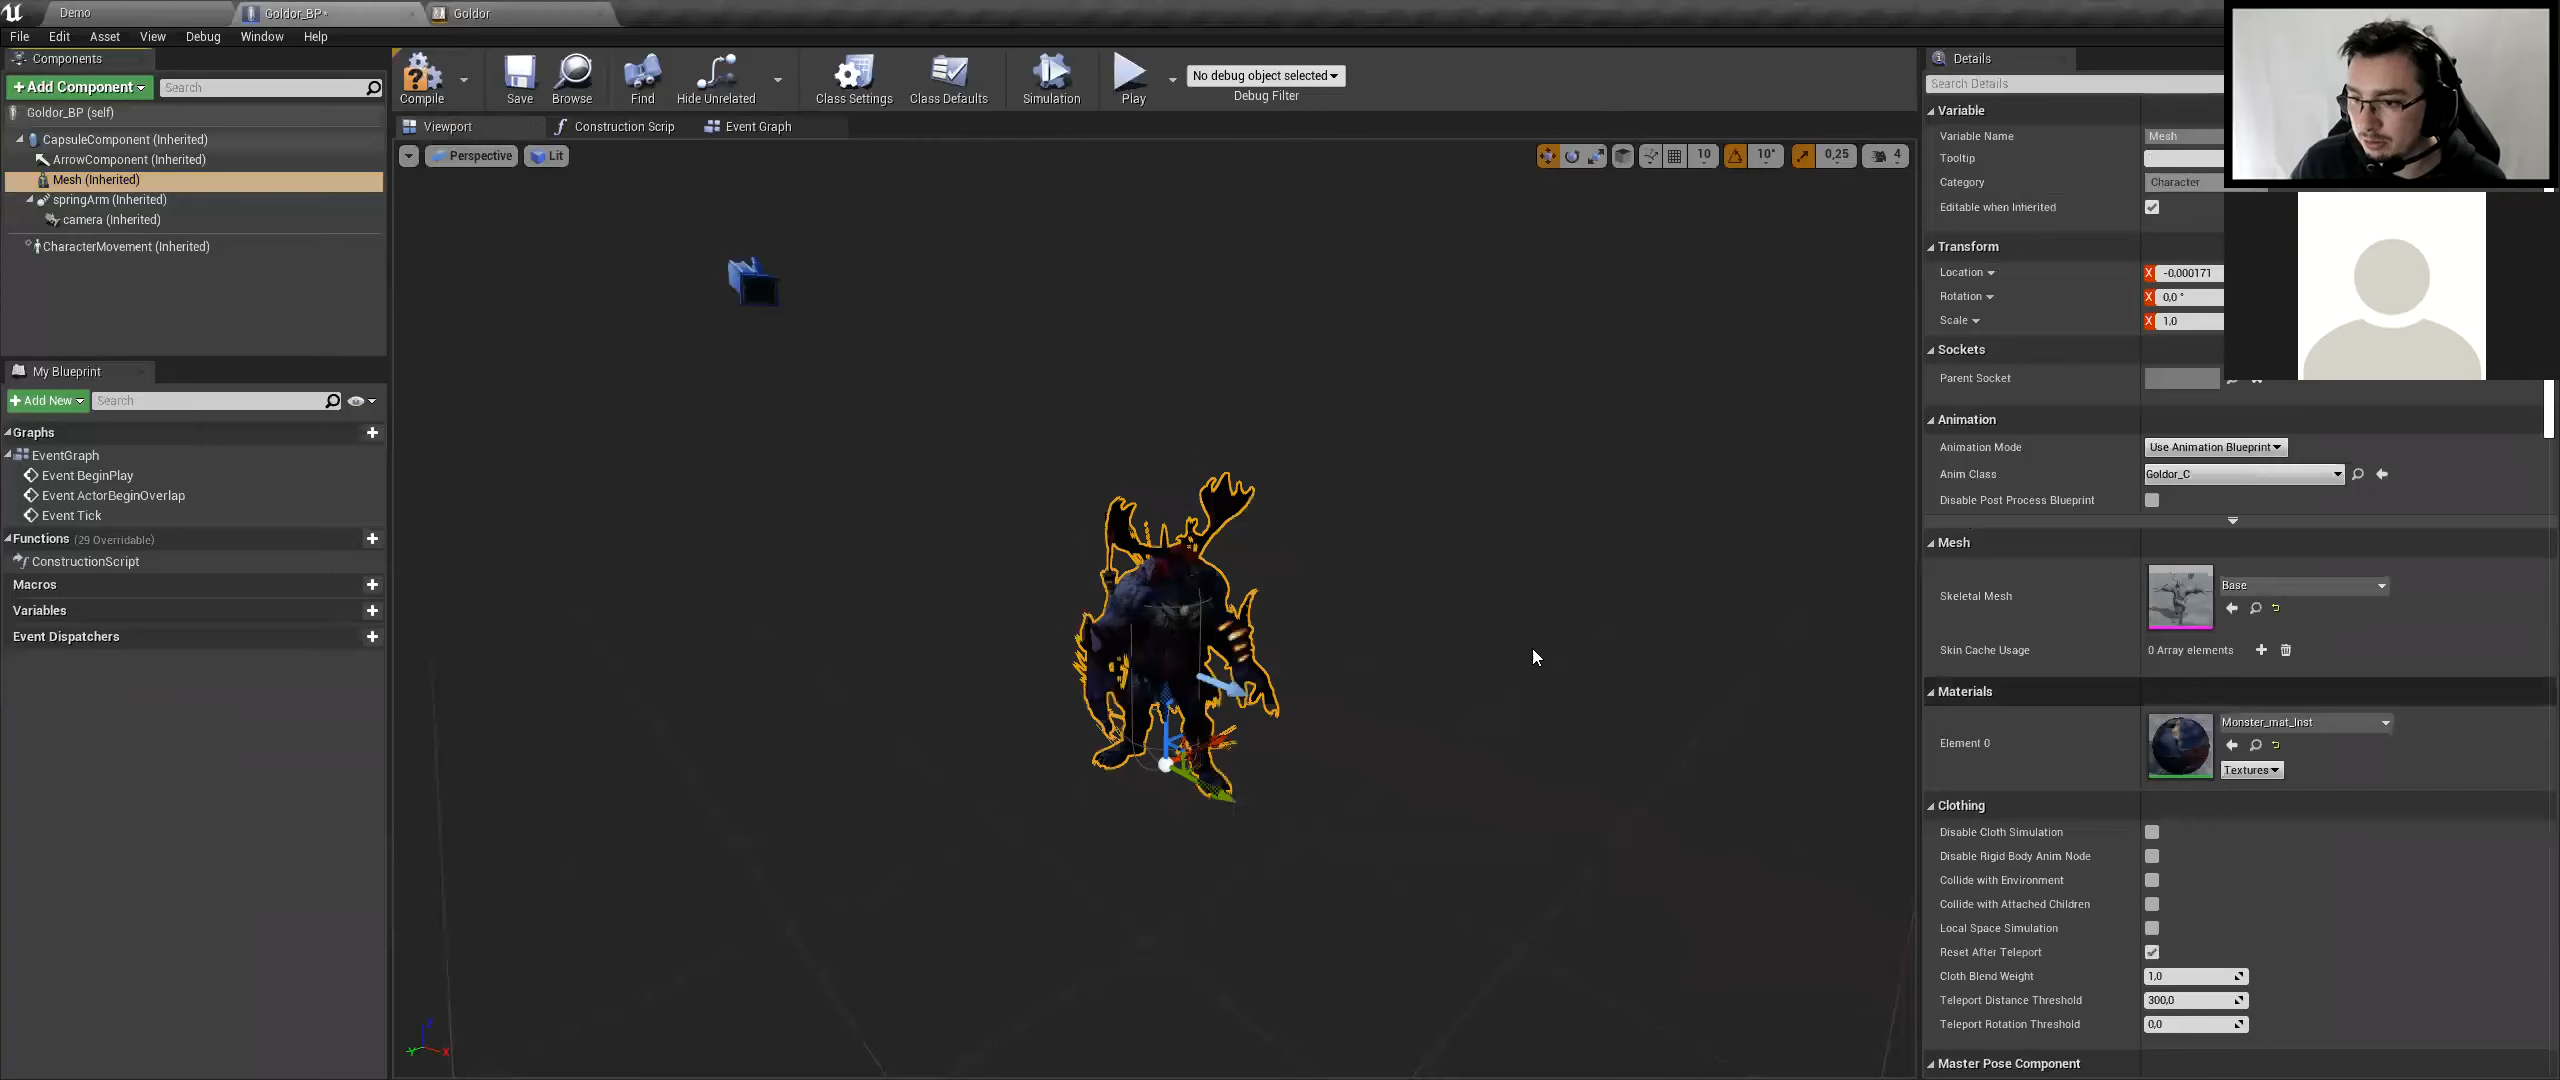 Demo
Goldor_BP*
Goldor
File Edit Asset View Debug Window Help
Components
+Add Component
Search
Goldor_BP (self)
CapsuleComponent (Inherited)
ArrowComponent (Inherited)
Mesh (Inherited)
springArm (Inherited)
camera (Inherited)
CharacterMovement (Inherited)
My Blueprint
+Add New
Search
Graphs
EventGraph
Event BeginPlay
Event ActorBeginOverlap
Event Tick
Functions (29 Overridable)
ConstructionScript
Macros
Variables
Event Dispatchers
Compile
Save
Browse
Find
Hide Unrelated
Class Settings
Class Defaults
Simulation
Play
No debug object selected
Debug Filter
Viewport
Construction Scrip
Event Graph
Perspective
Lit
10
10°
0,25
4
Z
Y
X
Details
Search Details
Variable
Variable Name Mesh
Tooltip
Category Character
Editable when Inherited
Transform
Location X -0,000171
Rotation X 0,0 °
Scale X 1,0
Sockets
Parent Socket
Animation
Animation Mode Use Animation Blueprint
Anim Class Goldor_C
Disable Post Process Blueprint
Mesh
Skeletal Mesh Base
Skin Cache Usage 0 Array elements
Materials
Element 0 Monster_mat_Inst
Textures
Clothing
Disable Cloth Simulation
Disable Rigid Body Anim Node
Collide with Environment
Collide with Attached Children
Local Space Simulation
Reset After Teleport
Cloth Blend Weight 1,0
Teleport Distance Threshold 300,0
Teleport Rotation Threshold 0,0
Master Pose Component